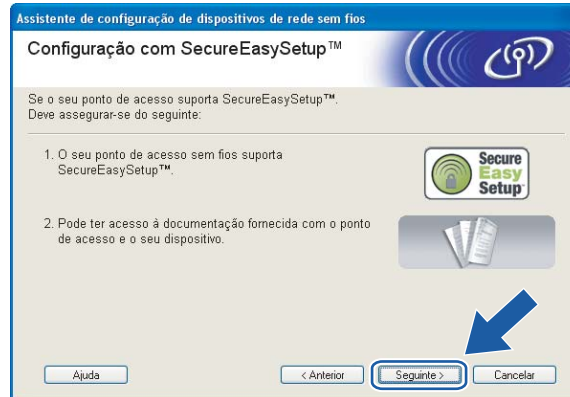 Assistente de configuração de dispositivos de rede sem fios
Configuração com SecureEasySetup™
Se o seu ponto de acesso suporta SecureEasySetup™.
Deve assegurar-se do seguinte:
1. O seu ponto de acesso sem fios suporta
SecureEasySetup™.
Secure
Easy
Setup
2. Pode ter acesso à documentação fornecida com o ponto
de acesso e o seu dispositivo.
Ajuda
< Anterior
Seguinte >
Cancelar